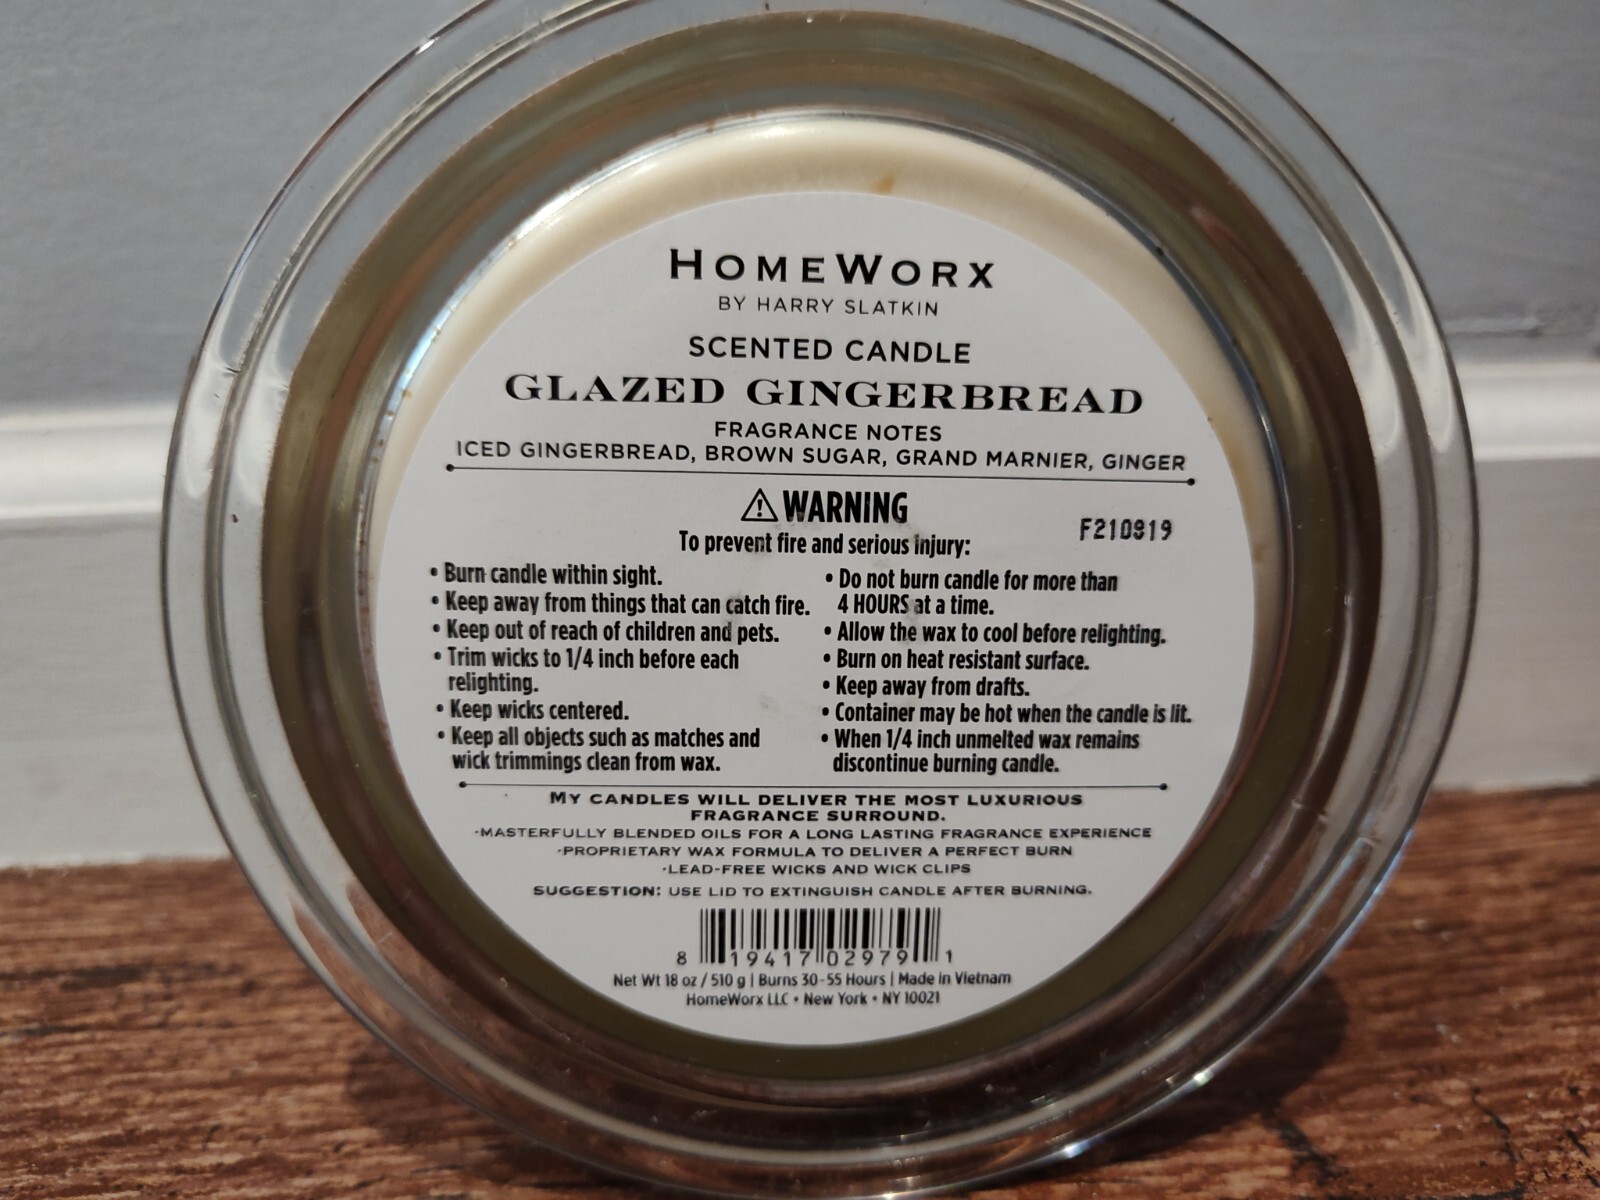 HOMEWORX
BY HARRY SLATKIN
SCENTED CANDLE
GLAZED GINGERBREAD
FRAGRANCE NOTES
ICED GINGERBREAD, BROWN SUGAR, GRAND MARNIER, GINGER
⚠ WARNING
F210819
To prevent fire and serious injury:
• Burn candle within sight.
• Keep away from things that can catch fire.
• Keep out of reach of children and pets.
• Trim wicks to 1/4 inch before each
relighting.
• Keep wicks centered.
• Keep all objects such as matches and
wick trimmings clean from wax.
• Do not burn candle for more than
4 HOURS at a time.
• Allow the wax to cool before relighting.
• Burn on heat resistant surface.
• Keep away from drafts.
• Container may be hot when the candle is lit.
• When 1/4 inch unmelted wax remains
discontinue burning candle.
MY CANDLES WILL DELIVER THE MOST LUXURIOUS
FRAGRANCE SURROUND.
·MASTERFULLY BLENDED OILS FOR A LONG LASTING FRAGRANCE EXPERIENCE
·PROPRIETARY WAX FORMULA TO DELIVER A PERFECT BURN
·LEAD-FREE WICKS AND WICK CLIPS
SUGGESTION: USE LID TO EXTINGUISH CANDLE AFTER BURNING.
8 19417 02979 1
Net Wt 18 oz / 510 g | Burns 30-55 Hours | Made in Vietnam
HomeWorx LLC • New York • NY 10021